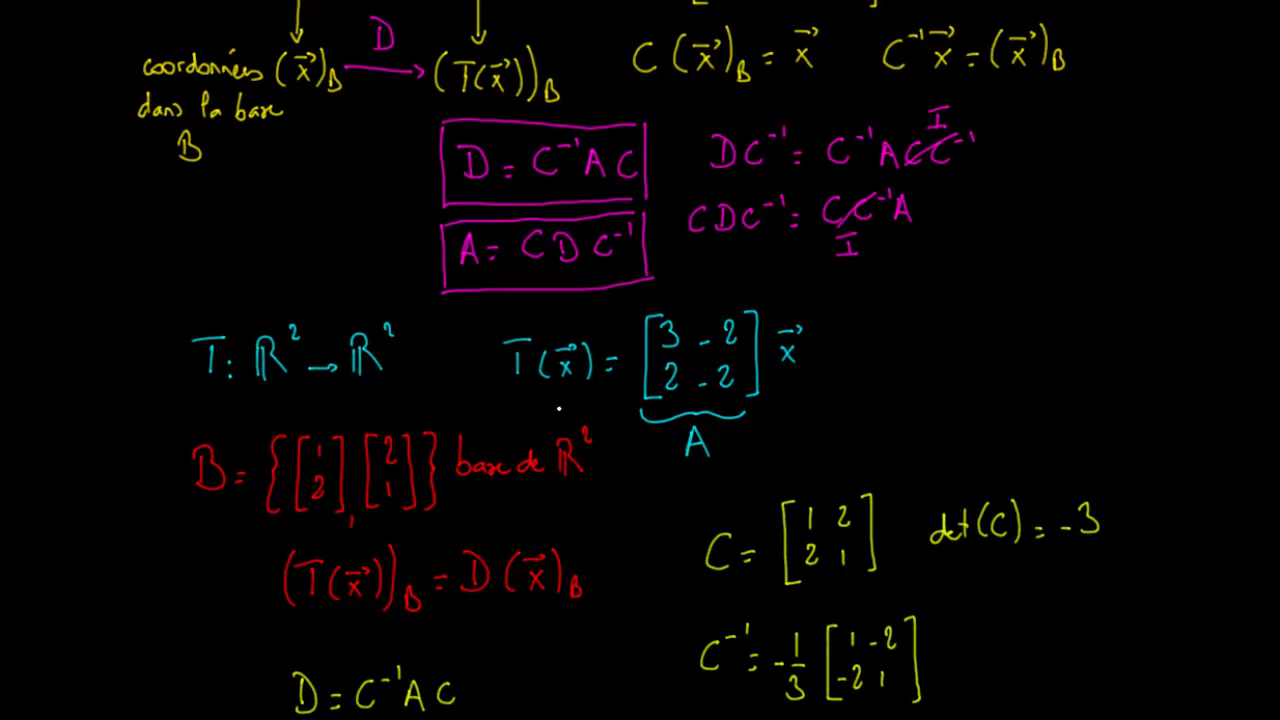 D
coordonnées (x⃗)_B → (T(x⃗))_B
dans la base
B
C(x⃗)_B = x⃗ C⁻¹x⃗ = (x⃗)_B
D = C⁻¹AC
DC⁻¹ = C⁻¹ACC⁻¹
I
A = CDC⁻¹
CDC⁻¹ = CC⁻¹A
I
T: ℝ² → ℝ² T(x⃗) = [3 -2
2 -2] x⃗
A
B = {[1
2], [2
1]} base de ℝ²
(T(x⃗))_B = D(x⃗)_B
C = [1 2
2 1] det(C) = -3
C⁻¹ = -1/3 [1 -2
-2 1]
D = C⁻¹AC